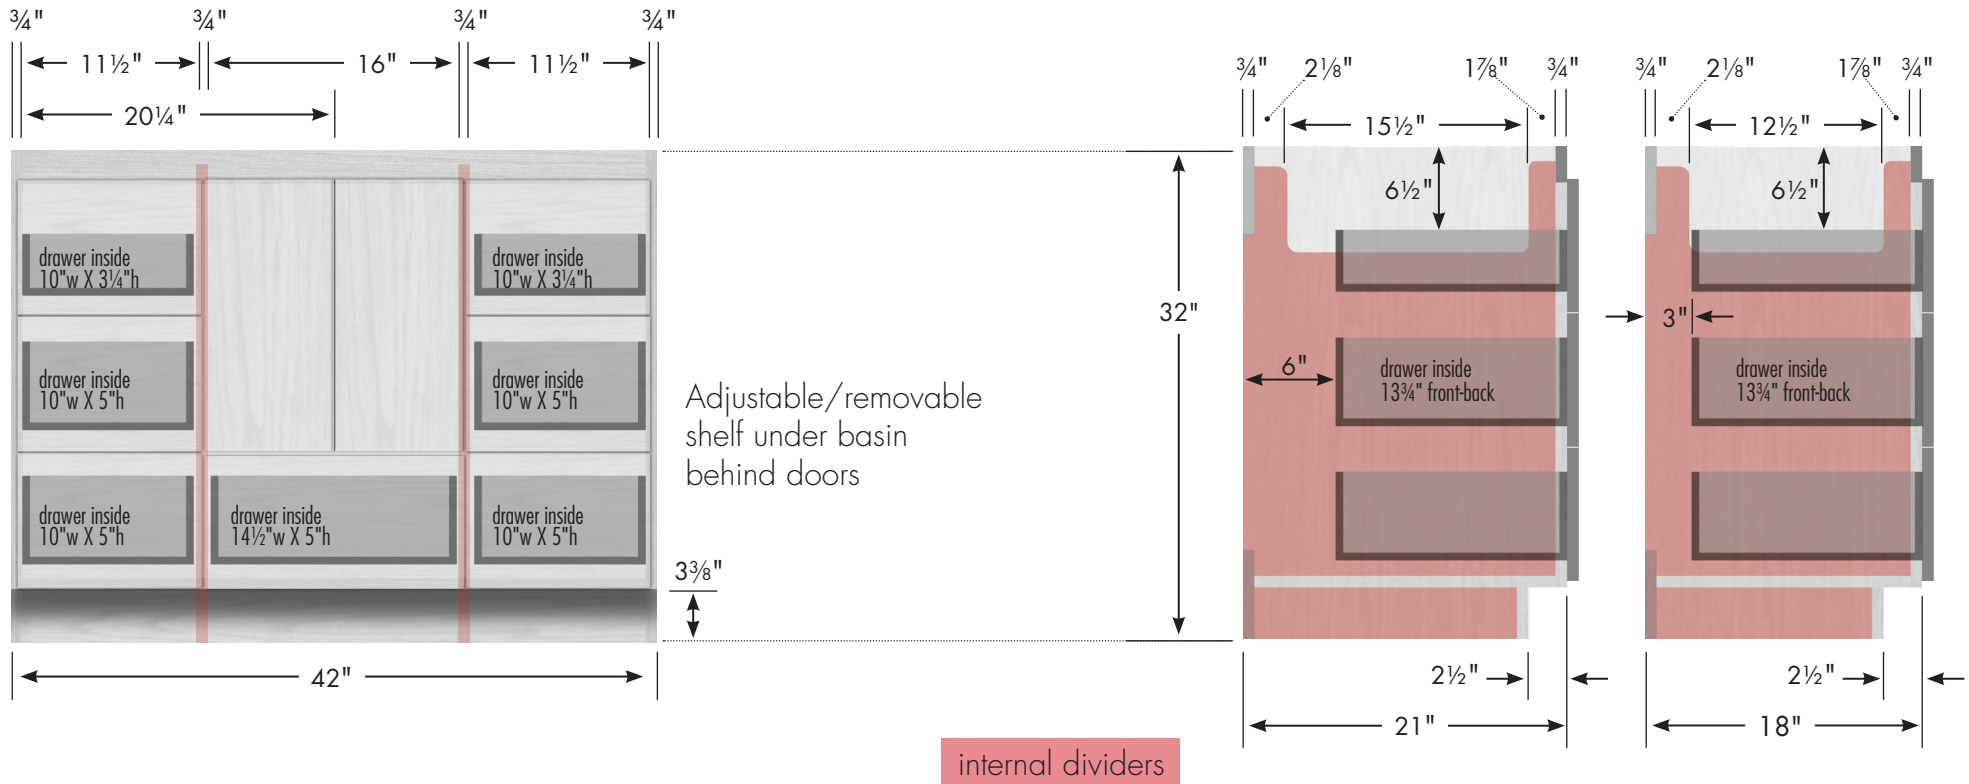 ¾" ¾" ¾" ¾"
11½" 16" 11½"
20¼"
¾" 2⅛" 1⅞" ¾"
15½"
6½"
¾" 2⅛" 1⅞" ¾"
12½"
6½"
drawer inside
10"w X 3¼"h
drawer inside
10"w X 3¼"h
drawer inside
10"w X 5"h
drawer inside
10"w X 5"h
drawer inside
10"w X 5"h
drawer inside
14½"w X 5"h
drawer inside
10"w X 5"h
Adjustable/removable
shelf under basin
behind doors
3⅜"
42"
32"
6"
drawer inside
13¾" front-back
2½"
21"
3"
drawer inside
13¾" front-back
2½"
18"
internal dividers